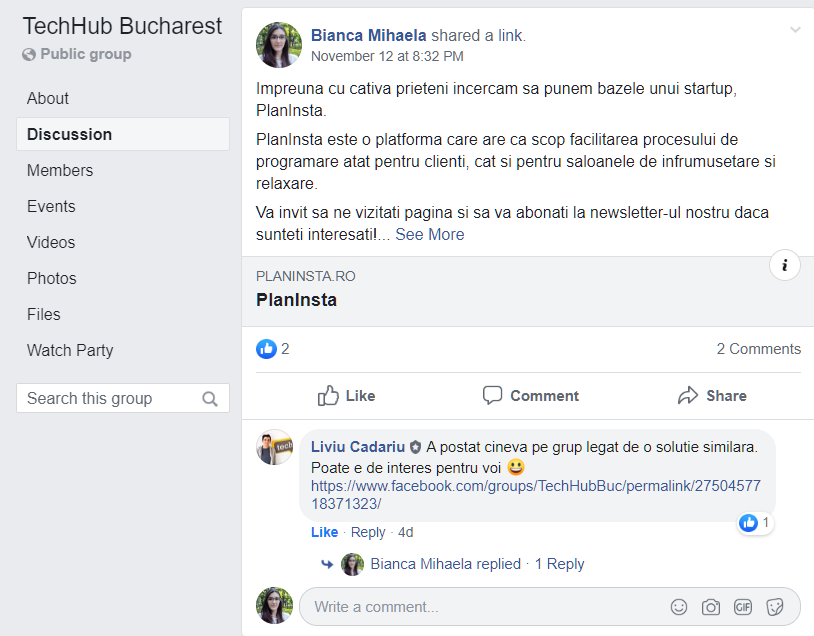 TechHub Bucharest
Public group
About
Discussion
Members
Events
Videos
Photos
Files
Watch Party
Search this group
Bianca Mihaela shared a link.
November 12 at 8:32 PM
Impreuna cu cativa prieteni incercam sa punem bazele unui startup,
PlanInsta.
PlanInsta este o platforma care are ca scop facilitarea procesului de
programare atat pentru clienti, cat si pentru saloanele de infrumusetare si
relaxare.
Va invit sa ne vizitati pagina si sa va abonati la newsletter-ul nostru daca
sunteti interesati!... See More
i
PLANINSTA.RO
PlanInsta
2
2 Comments
Like
Comment
Share
tech
Liviu Cadariu A postat cineva pe grup legat de o solutie similara.
Poate e de interes pentru voi 😃
https://www.facebook.com/groups/TechHubBuc/permalink/27504577
18371323/
1
Like · Reply · 4d
Bianca Mihaela replied · 1 Reply
Write a comment...
GIF